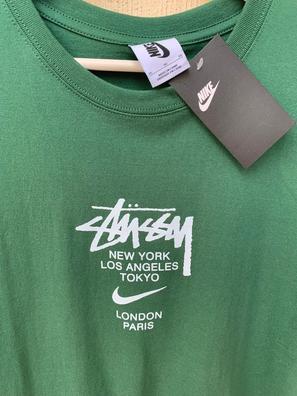 NIKE
NIKE
STÜSSY
NEW YORK
LOS ANGELES
TOKYO
LONDON
PARIS